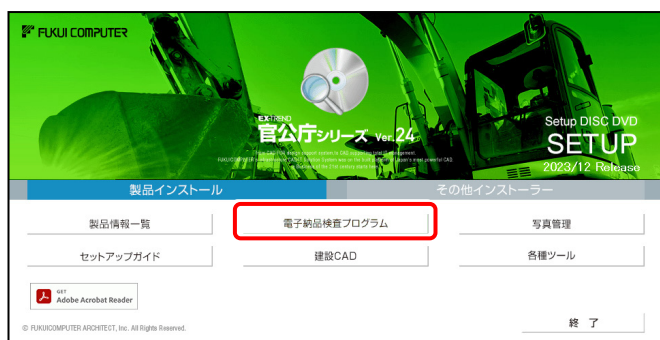 FUKUI COMPUTER
EX-TREND
官公庁シリーズ Ver.24
Setup DISC DVD
SETUP
2023/12 Release
製品インストール
その他インストーラー
製品情報一覧
電子納品検査プログラム
写真管理
セットアップガイド
建設CAD
各種ツール
GET
Adobe Acrobat Reader
終 了
© FUKUICOMPUTER ARCHITECT, Inc. All Rights Reserved.